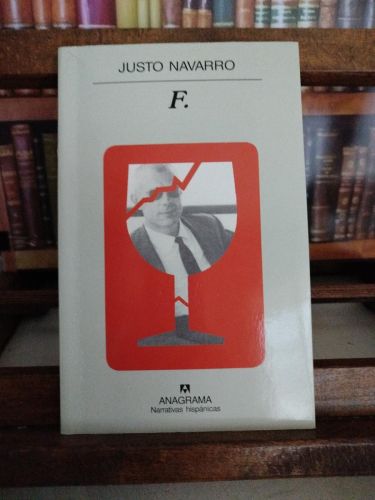 JUSTO NAVARRO
F.
A
ANAGRAMA
Narrativas hispánicas